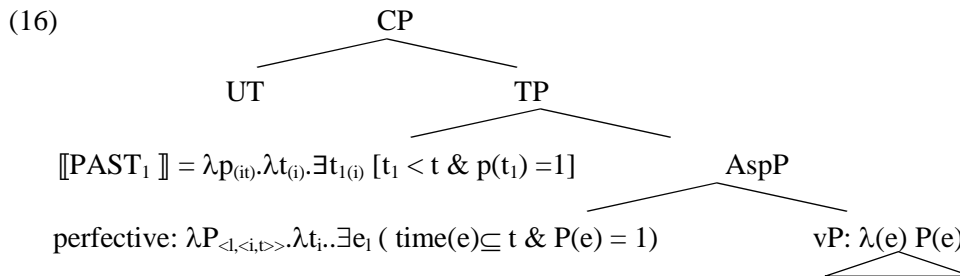 (16) CP
UT TP
⟦PAST₁ ⟧ = λp₍ᵢₜ₎.λt₍ᵢ₎.∃t₁₍ᵢ₎ [t₁ < t & p(t₁) =1] AspP
perfective: λP<l,<i,t>>.λtᵢ..∃eₗ ( time(e)⊆ t & P(e) = 1) vP: λ(e) P(e)